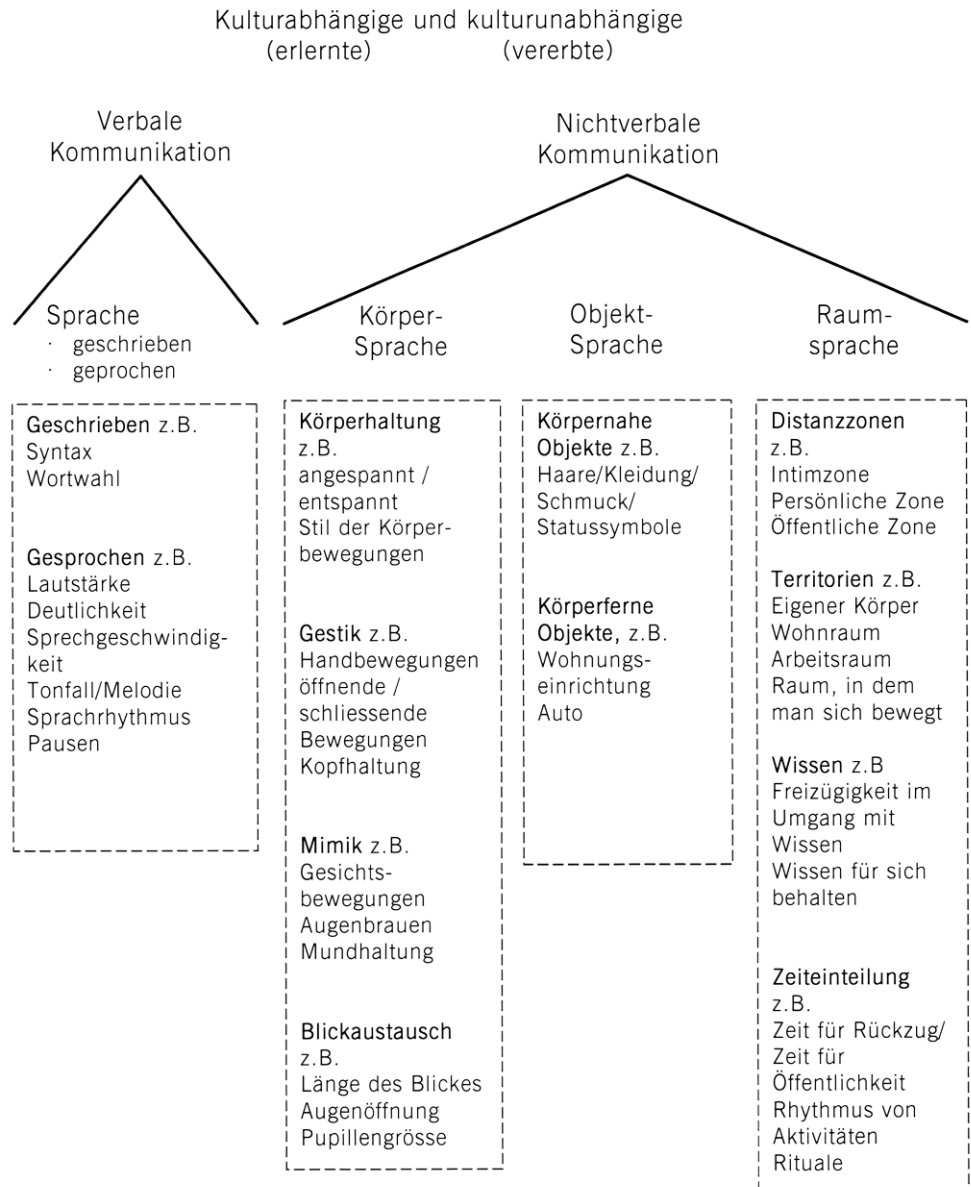 Kulturabhängige und kulturunabhängige
(erlernte) (vererbte)
Verbale
Kommunikation
Nichtverbale
Kommunikation
Sprache
· geschrieben
· geprochen
Geschrieben z.B.
Syntax
Wortwahl
Gesprochen z.B.
Lautstärke
Deutlichkeit
Sprechgeschwindig-
keit
Tonfall/Melodie
Sprachrhythmus
Pausen
Körper-
Sprache
Körperhaltung
z.B.
angespannt /
entspannt
Stil der Körper-
bewegungen
Gestik z.B.
Handbewegungen
öffnende /
schliessende
Bewegungen
Kopfhaltung
Mimik z.B.
Gesichts-
bewegungen
Augenbrauen
Mundhaltung
Blickaustausch
z.B.
Länge des Blickes
Augenöffnung
Pupillengrösse
Objekt-
Sprache
Körpernahe
Objekte z.B.
Haare/Kleidung/
Schmuck/
Statussymbole
Körperferne
Objekte, z.B.
Wohnungs-
einrichtung
Auto
Raum-
sprache
Distanzzonen
z.B.
Intimzone
Persönliche Zone
Öffentliche Zone
Territorien z.B.
Eigener Körper
Wohnraum
Arbeitsraum
Raum, in dem
man sich bewegt
Wissen z.B
Freizügigkeit im
Umgang mit
Wissen
Wissen für sich
behalten
Zeiteinteilung
z.B.
Zeit für Rückzug/
Zeit für
Öffentlichkeit
Rhythmus von
Aktivitäten
Rituale